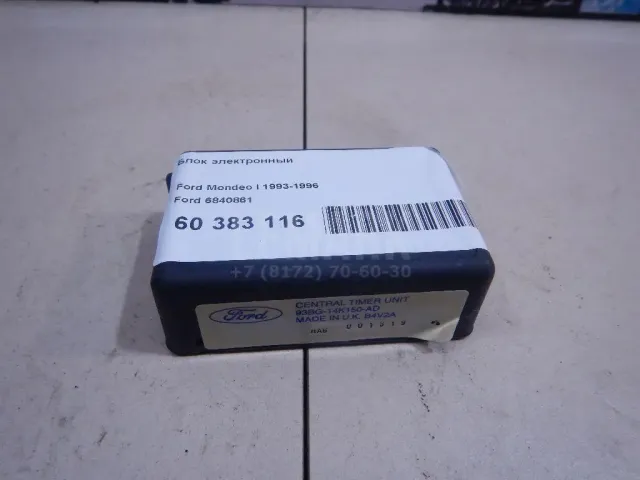 Блок электронный
Ford Mondeo I 1993-1996
Ford 6840861
60 383 116
+7 (8172) 70-60-30
Ford
CENTRAL TIMER UNIT
93BG-14K150-AD
MADE IN U.K. B4V2A